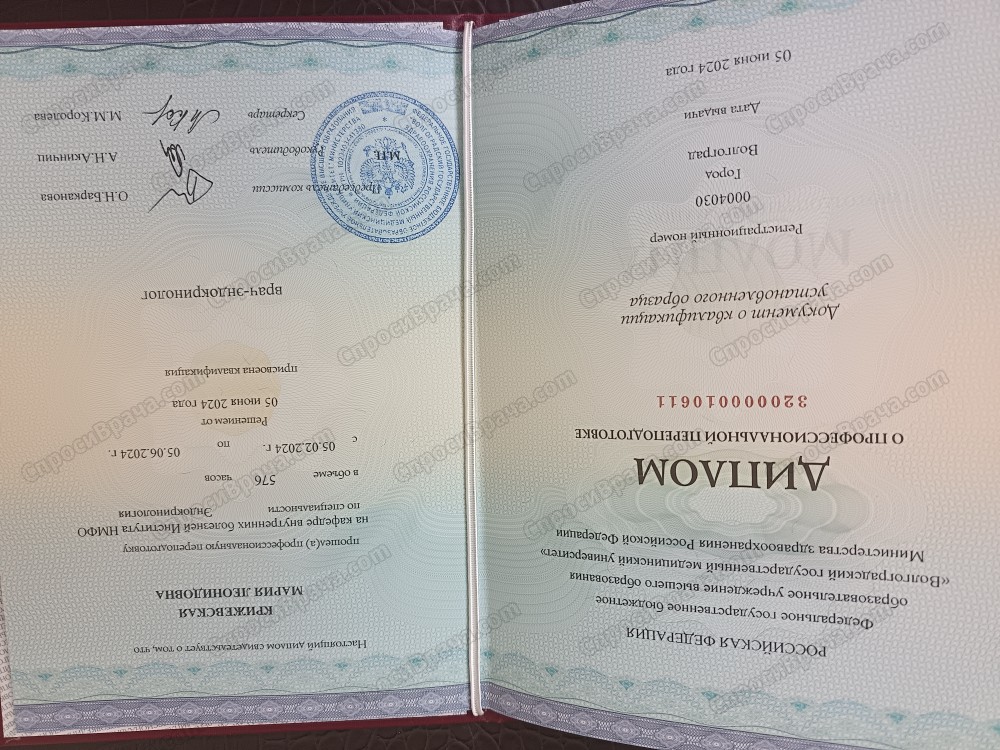 РОССИЙСКАЯ ФЕДЕРАЦИЯ
Федеральное государственное бюджетное
образовательное учреждение высшего образования
«Волгоградский государственный медицинский университет»
Министерства здравоохранения Российской Федерации
ДИПЛОМ
О ПРОФЕССИОНАЛЬНОЙ ПЕРЕПОДГОТОВКЕ
320000010611
Документ о квалификации
Установленного образца
Регистрационный номер
0004030
Город
Волгоград
Дата выдачи
05 июня 2024 года
Настоящий диплом свидетельствует о том, что
КРИЖЕВСКАЯ
МАРИЯ ЛЕОНИДОВНА
прошел(а) профессиональную переподготовку
на кафедре внутренних болезней Института НМФО
по специальности Эндокринология
в объеме 576 часов
с 05.02.2024 г. по 05.06.2024 г.
Решением от
05 июня 2024 года
присвоена квалификация
врач-эндокринолог
Председатель комиссии О.Н.Барканова
Руководитель А.Н.Акинчиц
Секретарь М.М.Королева
М.П.
СпросиВрача.com